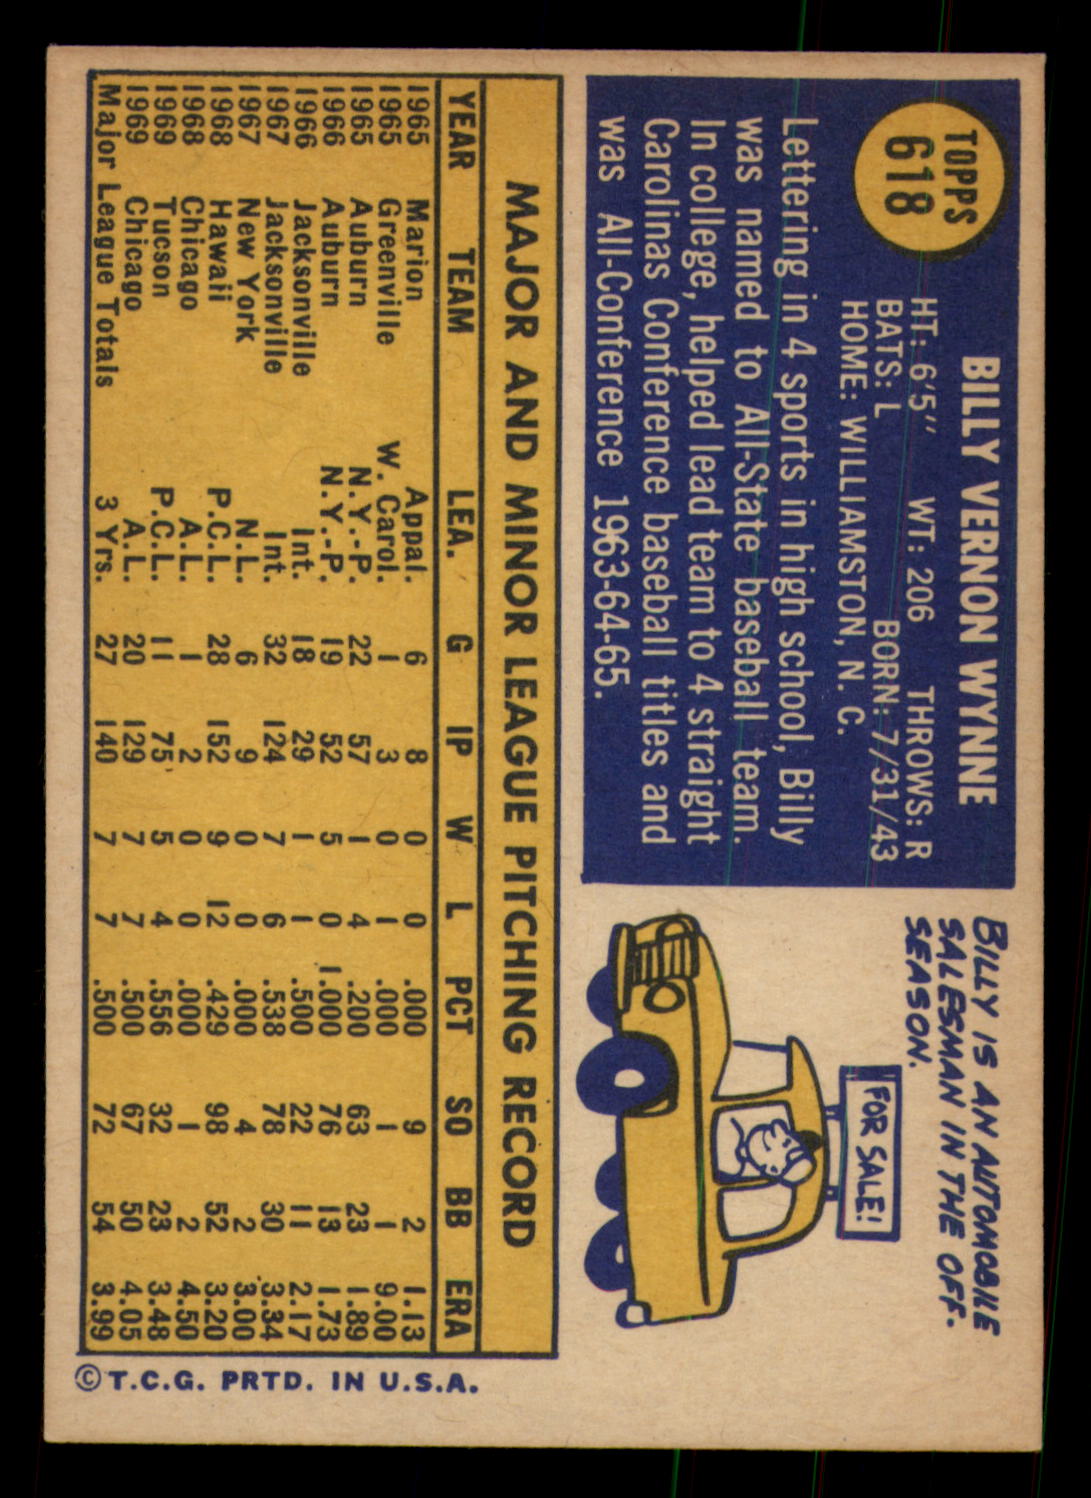 TOPPS
618
BILLY VERNON WYNNE
HT: 6'5" WT: 206 THROWS: R
BATS: L BORN: 7/31/43
HOME: WILLIAMSTON, N. C.
Lettering in 4 sports in high school, Billy
was named to All-State baseball team.
In college, helped lead team to 4 straight
Carolinas Conference baseball titles and
was All-Conference 1963-64-65.
BILLY IS AN AUTOMOBILE
SALESMAN IN THE OFF-
SEASON.
FOR SALE!
MAJOR AND MINOR LEAGUE PITCHING RECORD
YEAR TEAM LEA. G IP W L PCT SO BB ERA
1965 Marion Appal. 6 8 0 0 .000 9 2 1.13
1965 Greenville W. Carol. 1 3 0 1 .000 1 1 9.00
1965 Auburn N.Y.-P. 22 57 1 4 .200 63 23 1.89
1966 Auburn N.Y.-P. 19 52 5 0 1.000 76 13 1.73
1966 Jacksonville Int. 18 29 1 1 .500 22 11 2.17
1967 Jacksonville Int. 32 124 7 6 .538 78 30 3.34
1967 New York N.L. 6 9 0 0 .000 4 2 3.00
1968 Hawaii P.C.L. 28 152 9 12 .429 98 52 3.20
1968 Chicago A.L. 1 2 0 0 .000 1 2 4.50
1969 Tucson P.C.L. 11 75 5 4 .556 32 23 3.48
1969 Chicago A.L. 20 129 7 7 .500 67 50 4.05
Major League Totals 3 Yrs. 27 140 7 7 .500 72 54 3.99
© T.C.G. PRTD. IN U.S.A.